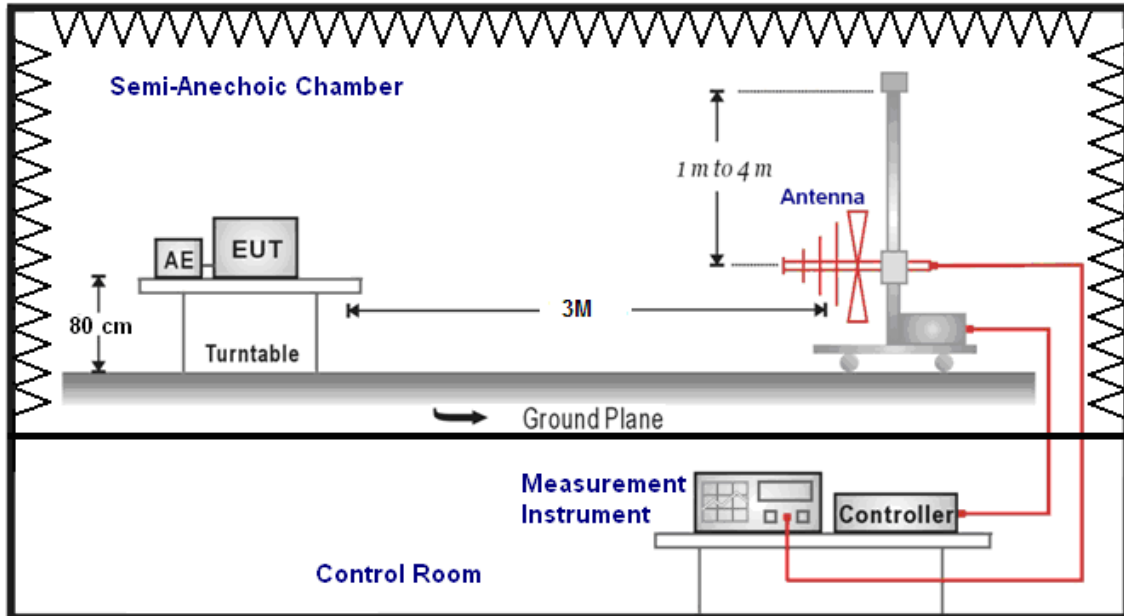 Semi-Anechoic Chamber
1 m to 4 m
Antenna
AE
EUT
80 cm
3M
Turntable
Ground Plane
Measurement
Instrument
Controller
Control Room